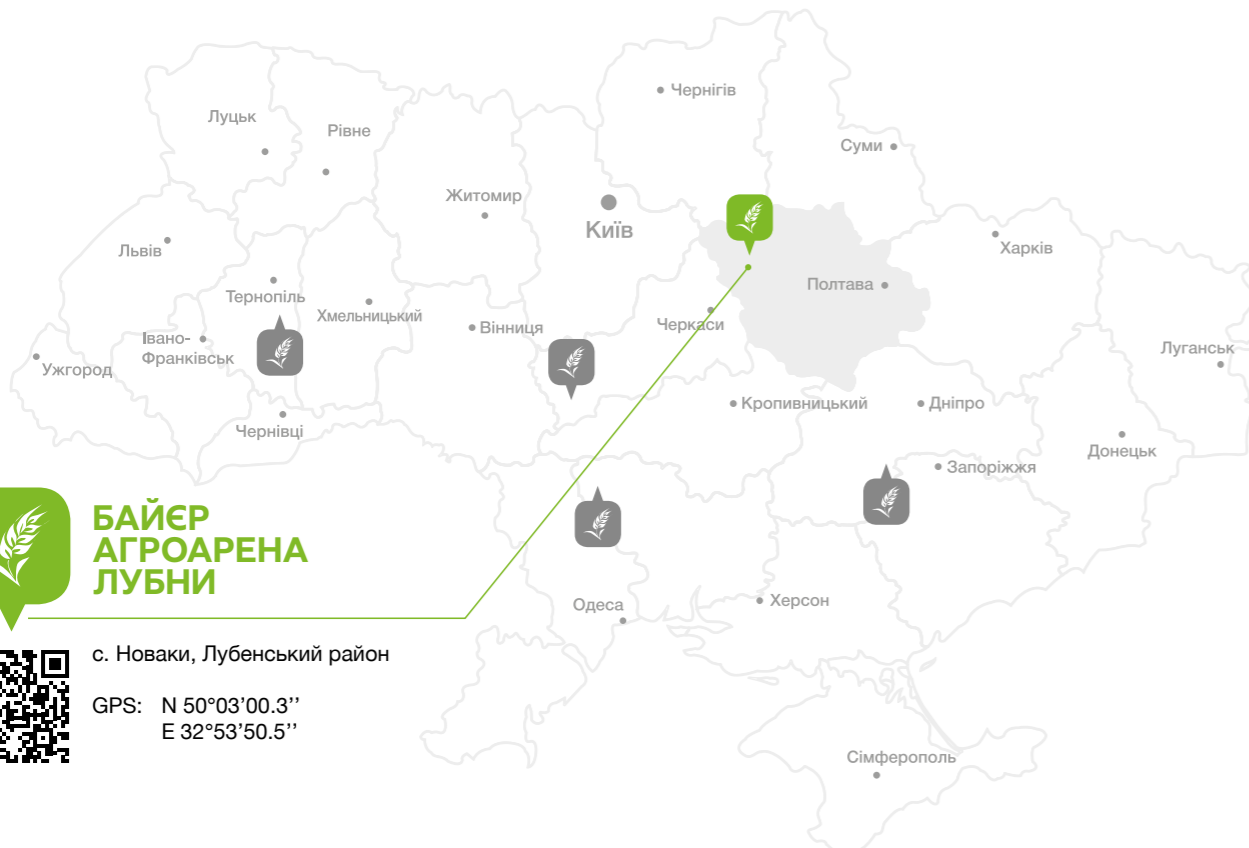 Чернігів
Луцьк
Рівне
Суми
Житомир
Київ
Львів
Харків
Тернопіль
Полтава
Хмельницький
Вінниця
Черкаси
Івано-
Франківськ
Ужгород
Луганськ
Кропивницький
Дніпро
Чернівці
Донецьк
Запоріжжя
БАЙЄР
АГРОАРЕНА
ЛУБНИ
Одеса
Херсон
с. Новаки, Лубенський район
GPS: N 50°03’00.3’’
E 32°53’50.5’’
Сімферополь